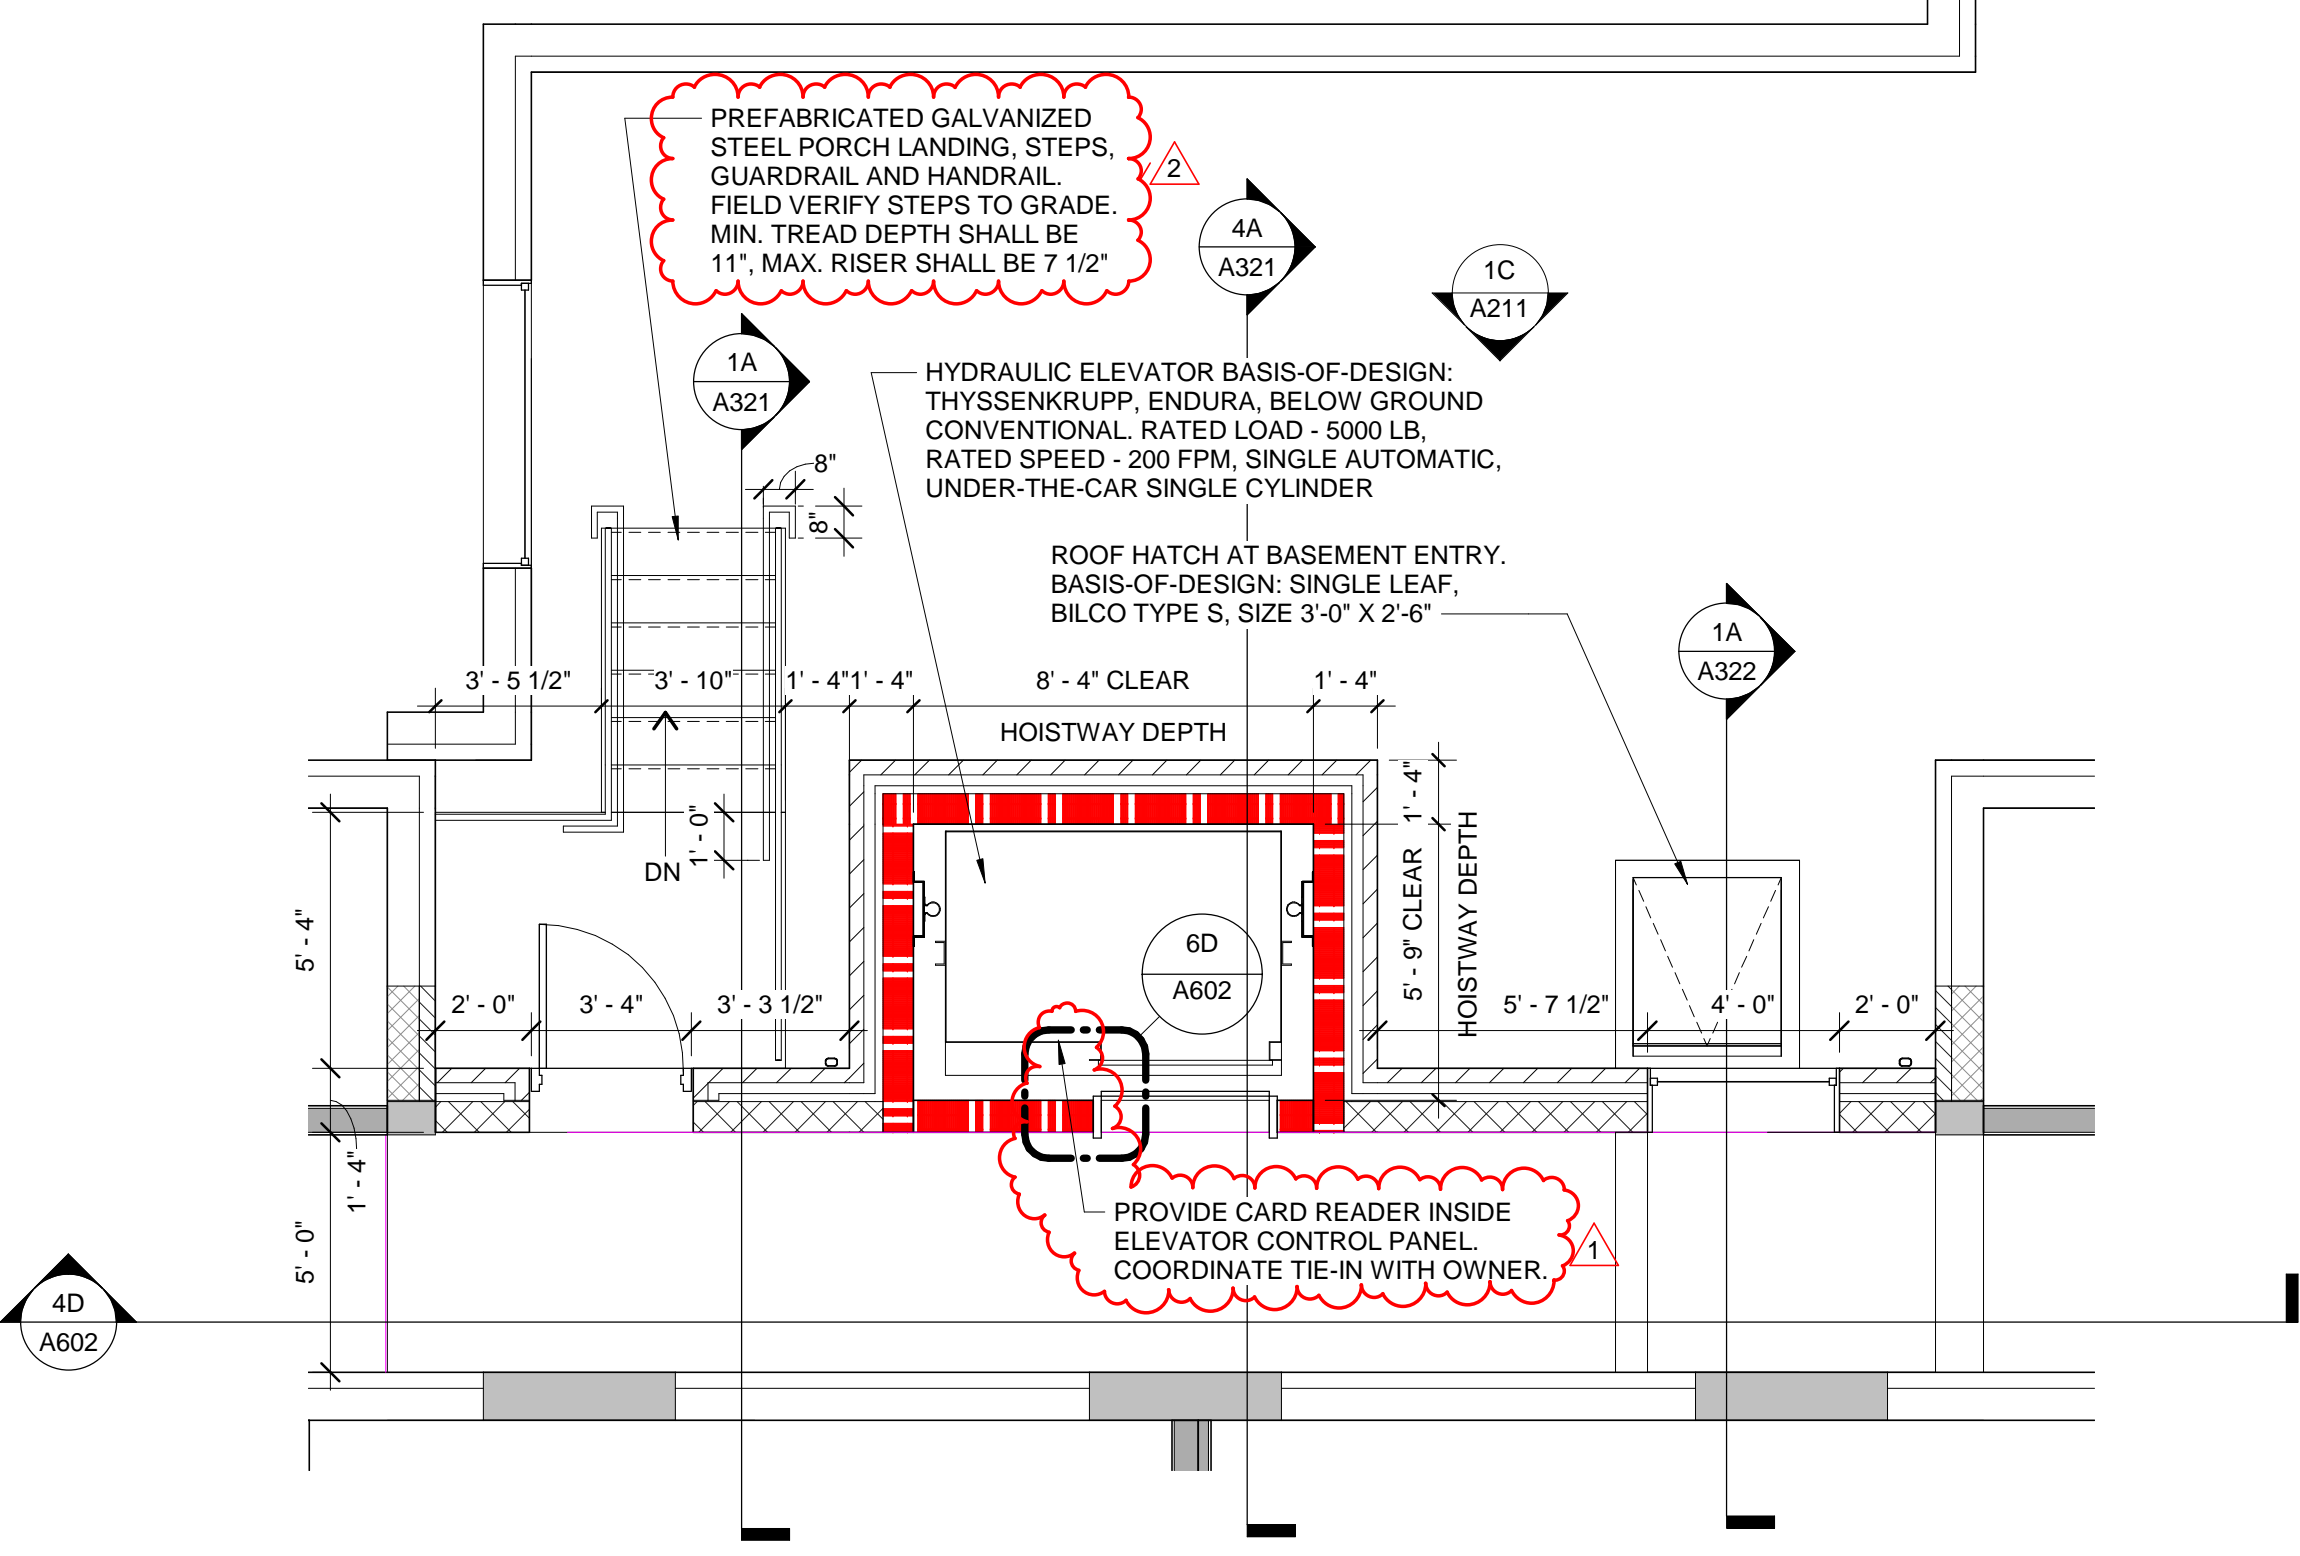 PREFABRICATED GALVANIZED
STEEL PORCH LANDING, STEPS,
GUARDRAIL AND HANDRAIL.
FIELD VERIFY STEPS TO GRADE.
MIN. TREAD DEPTH SHALL BE
11", MAX. RISER SHALL BE 7 1/2"
2
4A
A321
1C
A211
1A
A321
HYDRAULIC ELEVATOR BASIS-OF-DESIGN:
THYSSENKRUPP, ENDURA, BELOW GROUND
CONVENTIONAL. RATED LOAD - 5000 LB,
RATED SPEED - 200 FPM, SINGLE AUTOMATIC,
UNDER-THE-CAR SINGLE CYLINDER
8"
8"
ROOF HATCH AT BASEMENT ENTRY.
BASIS-OF-DESIGN: SINGLE LEAF,
BILCO TYPE S, SIZE 3'-0" X 2'-6"
1A
A322
3' - 5 1/2"
3' - 10"
1' - 4"
1' - 4"
8' - 4" CLEAR
1' - 4"
HOISTWAY DEPTH
1' - 4"
5' - 9" CLEAR
HOISTWAY DEPTH
1' - 0"
DN
5' - 4"
6D
A602
2' - 0"
3' - 4"
3' - 3 1/2"
5' - 7 1/2"
4' - 0"
2' - 0"
1' - 4"
5' - 0"
PROVIDE CARD READER INSIDE
ELEVATOR CONTROL PANEL.
COORDINATE TIE-IN WITH OWNER.
1
4D
A602